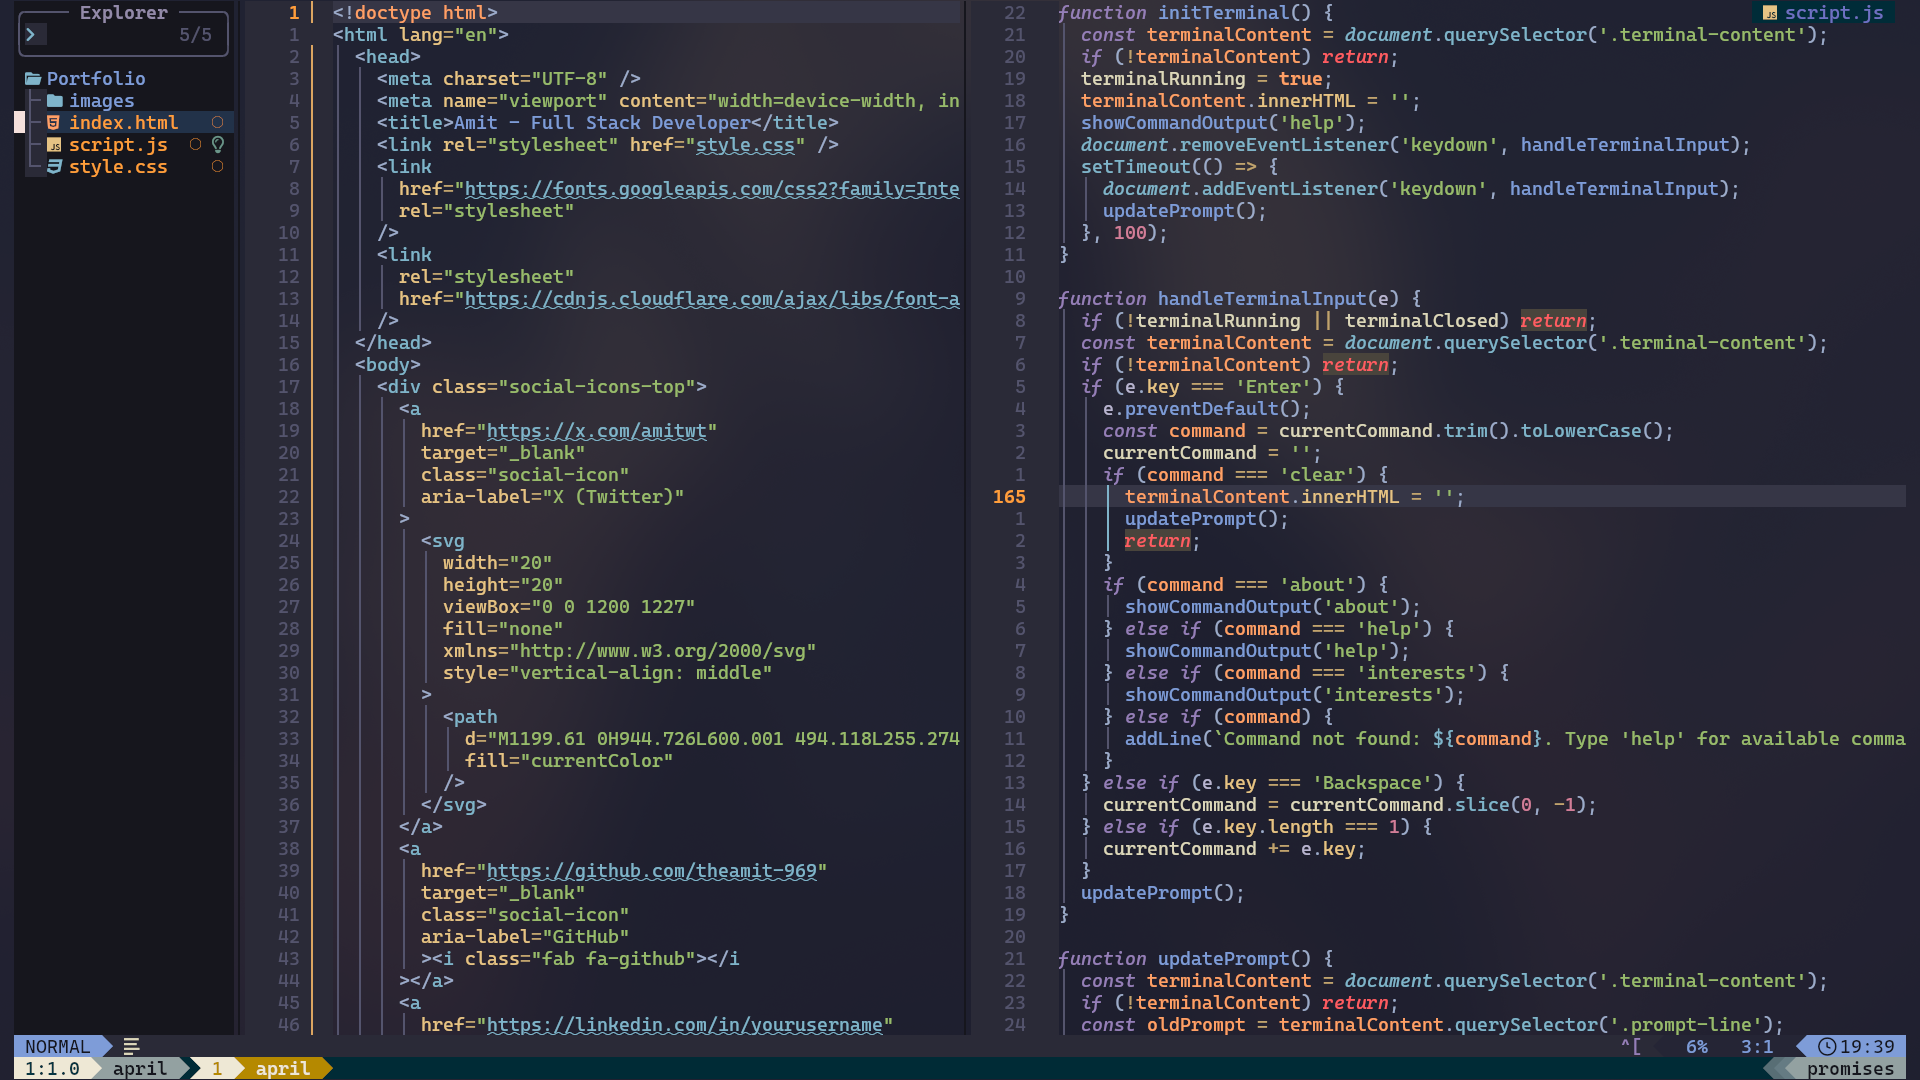 Explorer
5/5
Portfolio
images
index.html
script.js
style.css
1 <!doctype html>
1 <html lang="en">
2 <head>
3 <meta charset="UTF-8" />
4 <meta name="viewport" content="width=device-width, in
5 <title>Amit - Full Stack Developer</title>
6 <link rel="stylesheet" href="style.css" />
7 <link
8 href="https://fonts.googleapis.com/css2?family=Inte
9 rel="stylesheet"
10 />
11 <link
12 rel="stylesheet"
13 href="https://cdnjs.cloudflare.com/ajax/libs/font-a
14 />
15 </head>
16 <body>
17 <div class="social-icons-top">
18 <a
19 href="https://x.com/amitwt"
20 target="_blank"
21 class="social-icon"
22 aria-label="X (Twitter)"
23 >
24 <svg
25 width="20"
26 height="20"
27 viewBox="0 0 1200 1227"
28 fill="none"
29 xmlns="http://www.w3.org/2000/svg"
30 style="vertical-align: middle"
31 >
32 <path
33 d="M1199.61 0H944.726L600.001 494.118L255.274
34 fill="currentColor"
35 />
36 </svg>
37 </a>
38 <a
39 href="https://github.com/theamit-969"
40 target="_blank"
41 class="social-icon"
42 aria-label="GitHub"
43 ><i class="fab fa-github"></i
44 ></a>
45 <a
46 href="https://linkedin.com/in/yourusername"
script.js
22 function initTerminal() {
21 const terminalContent = document.querySelector('.terminal-content');
20 if (!terminalContent) return;
19 terminalRunning = true;
18 terminalContent.innerHTML = '';
17 showCommandOutput('help');
16 document.removeEventListener('keydown', handleTerminalInput);
15 setTimeout(() => {
14 document.addEventListener('keydown', handleTerminalInput);
13 updatePrompt();
12 }, 100);
11 }
10
9 function handleTerminalInput(e) {
8 if (!terminalRunning || terminalClosed) return;
7 const terminalContent = document.querySelector('.terminal-content');
6 if (!terminalContent) return;
5 if (e.key === 'Enter') {
4 e.preventDefault();
3 const command = currentCommand.trim().toLowerCase();
2 currentCommand = '';
1 if (command === 'clear') {
165 terminalContent.innerHTML = '';
1 updatePrompt();
2 return;
3 }
4 if (command === 'about') {
5 showCommandOutput('about');
6 } else if (command === 'help') {
7 showCommandOutput('help');
8 } else if (command === 'interests') {
9 showCommandOutput('interests');
10 } else if (command) {
11 addLine(`Command not found: ${command}. Type 'help' for available comma
12 }
13 } else if (e.key === 'Backspace') {
14 currentCommand = currentCommand.slice(0, -1);
15 } else if (e.key.length === 1) {
16 currentCommand += e.key;
17 }
18 updatePrompt();
19 }
20
21 function updatePrompt() {
22 const terminalContent = document.querySelector('.terminal-content');
23 if (!terminalContent) return;
24 const oldPrompt = terminalContent.querySelector('.prompt-line');
NORMAL ^[ 6% 3:1 19:39
1:1.0 april 1 april promises